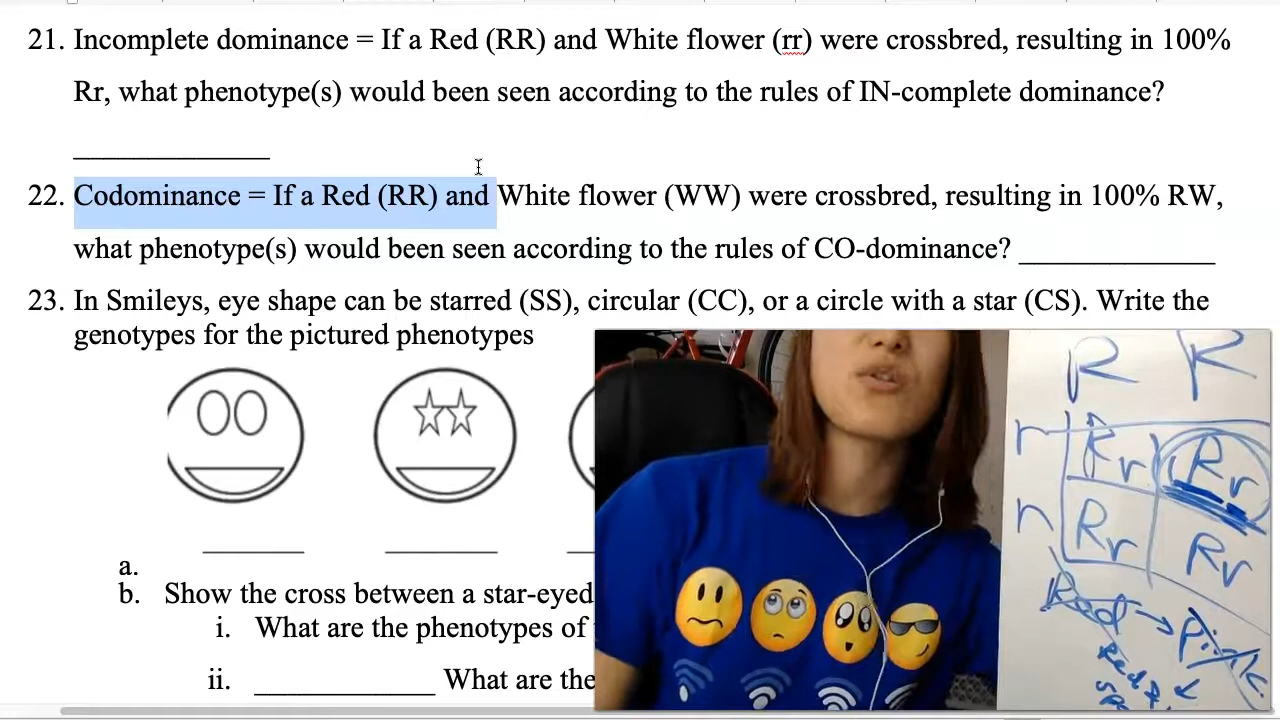 21. Incomplete dominance = If a Red (RR) and White flower (rr) were crossbred, resulting in 100%
Rr, what phenotype(s) would been seen according to the rules of IN-complete dominance?
______________
22. Codominance = If a Red (RR) and White flower (WW) were crossbred, resulting in 100% RW,
what phenotype(s) would been seen according to the rules of CO-dominance? ______________
23. In Smileys, eye shape can be starred (SS), circular (CC), or a circle with a star (CS). Write the
genotypes for the pictured phenotypes
a.
b. Show the cross between a star-eyed
i. What are the phenotypes of
ii. _____________ What are the
R R
r Rr Rr
r Rr Rr
Red → Pink
Red &